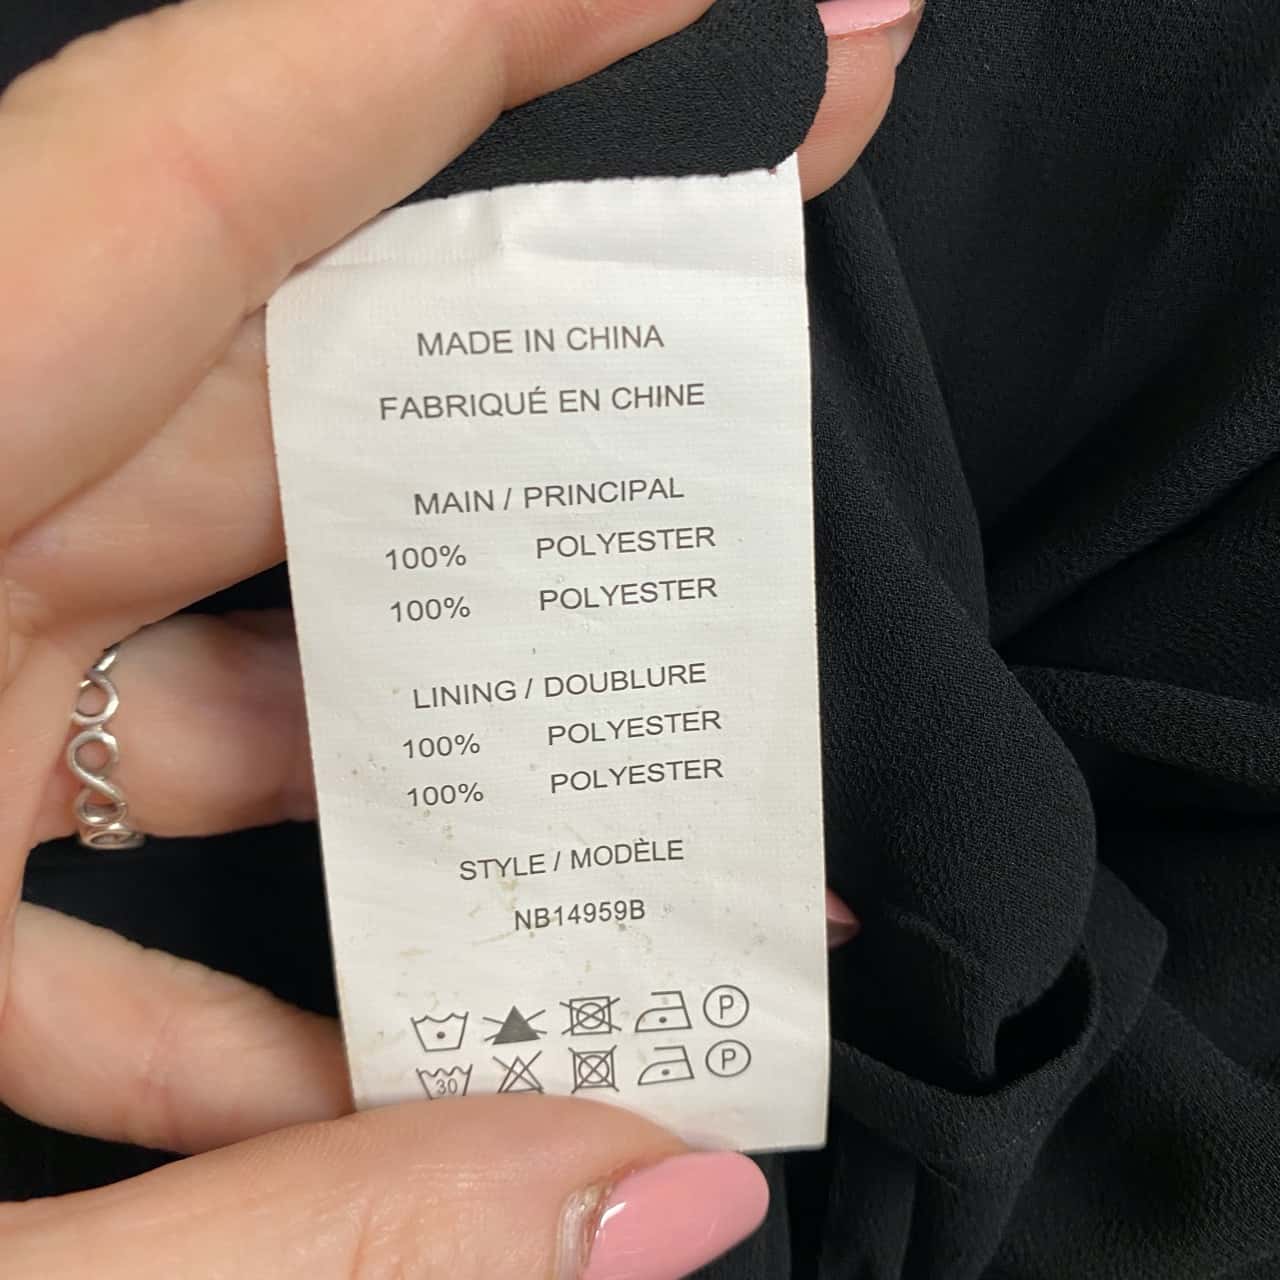 MADE IN CHINA
FABRIQUÉ EN CHINE
MAIN / PRINCIPAL
100% POLYESTER
100% POLYESTER
LINING / DOUBLURE
100% POLYESTER
100% POLYESTER
STYLE / MODÈLE
NB14959B
P
30 P